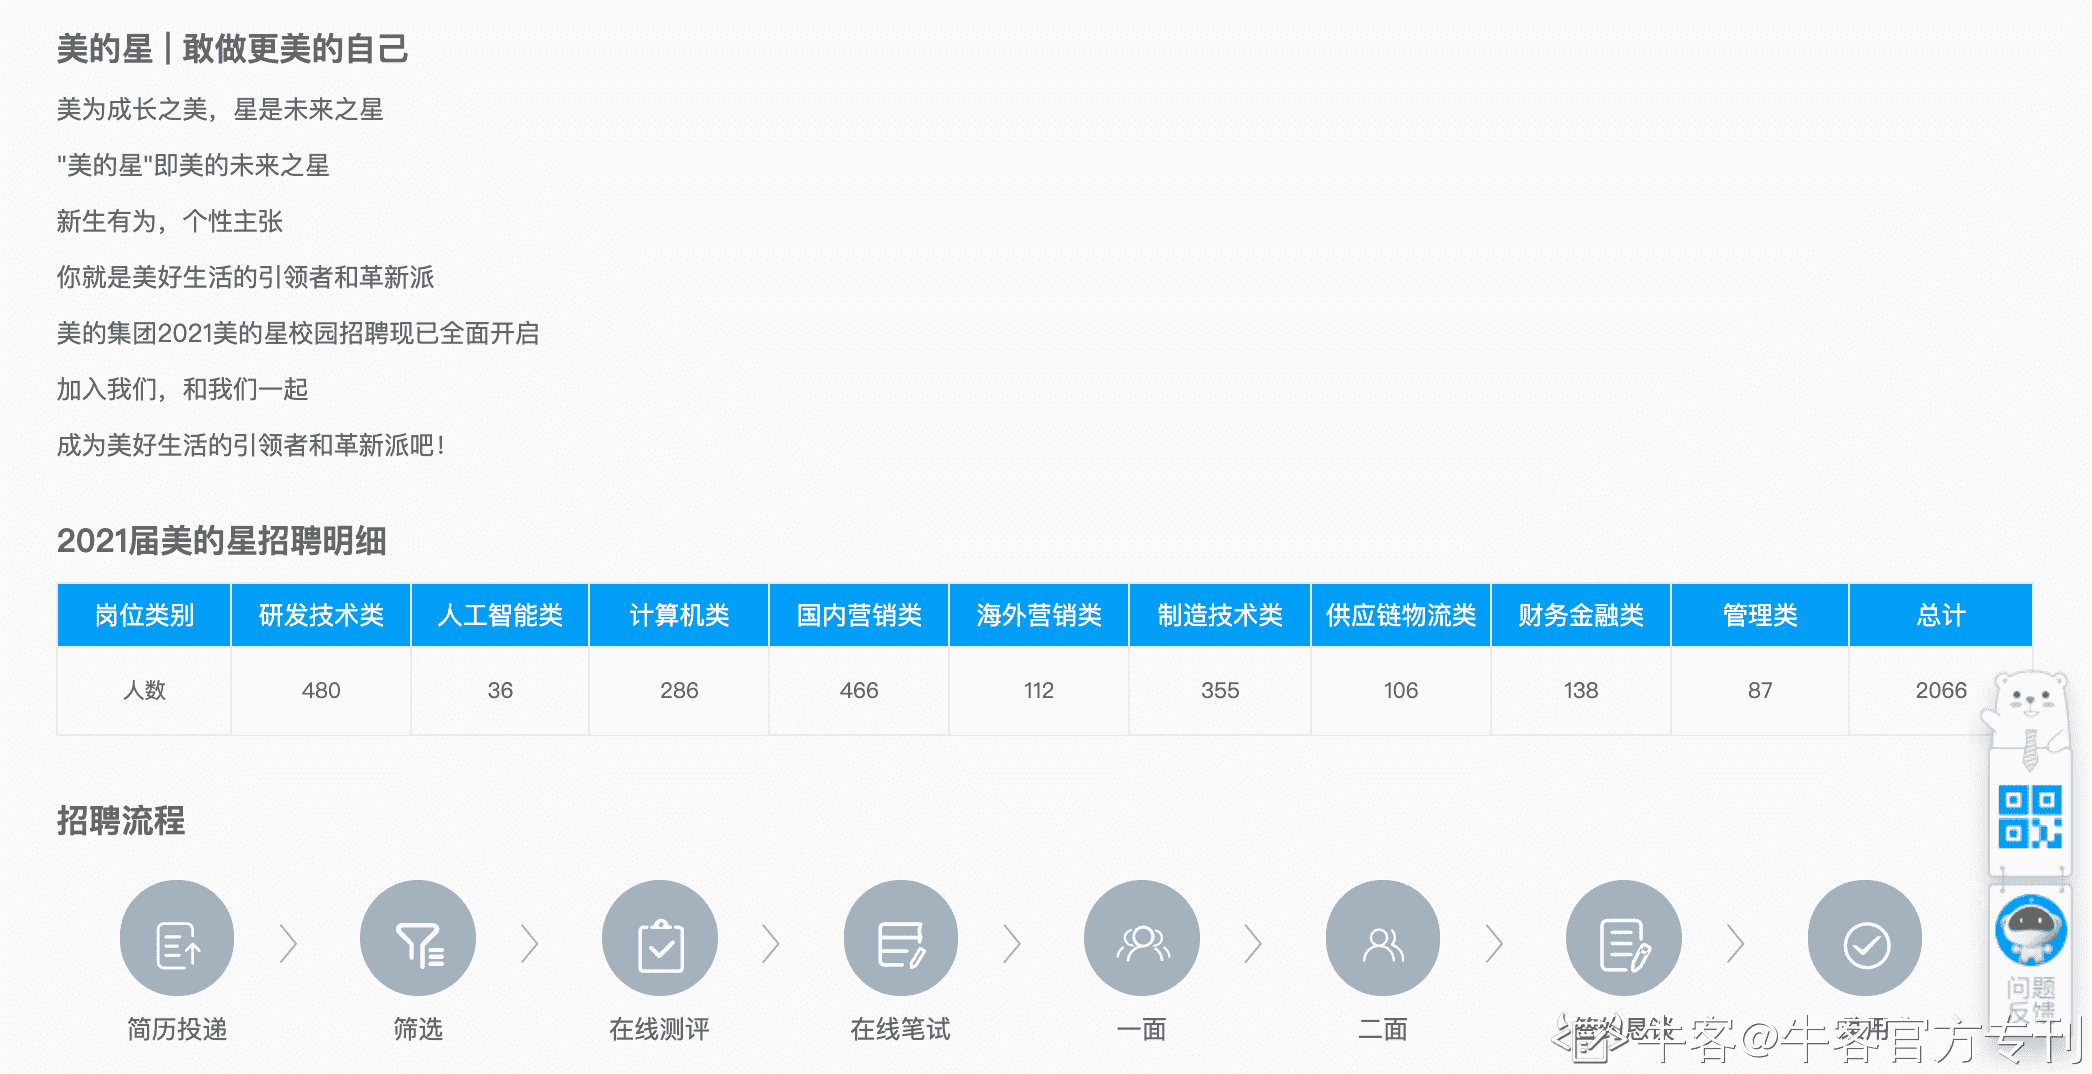 美的星 | 敢做更美的自己
美为成长之美，星是未来之星
"美的星"即美的未来之星
新生有为，个性主张
你就是美好生活的引领者和革新派
美的集团2021美的星校园招聘现已全面开启
加入我们，和我们一起
成为美好生活的引领者和革新派吧！
2021届美的星招聘明细
岗位类别 研发技术类 人工智能类 计算机类 国内营销类 海外营销类 制造技术类 供应链物流类 财务金融类 管理类 总计
人数 480 36 286 466 112 355 106 138 87 2066
招聘流程
简历投递 筛选 在线测评 在线笔试 一面 二面
问题
反馈
牛客@牛客官方专刊